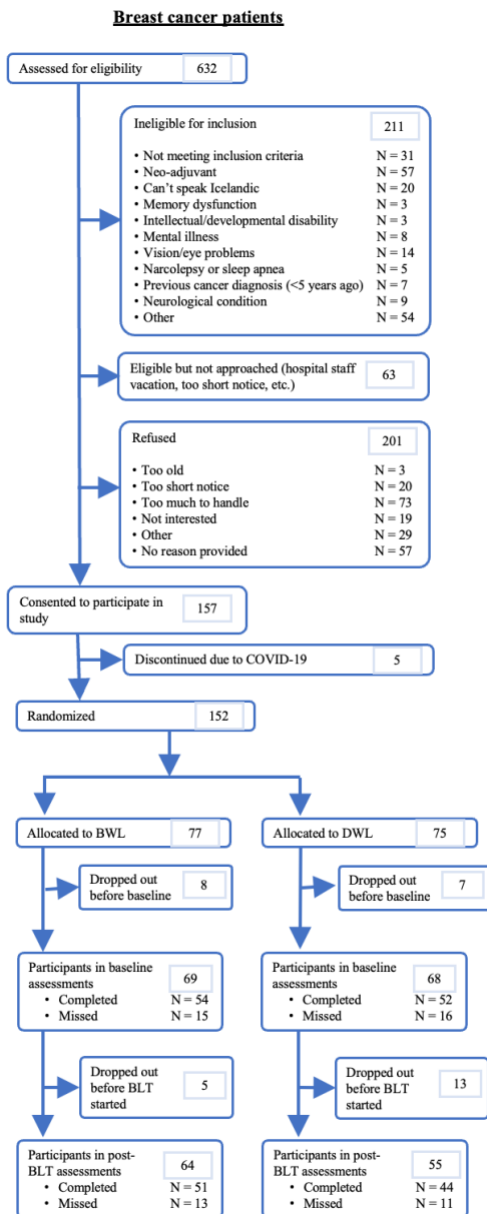 Breast cancer patients
Assessed for eligibility 632
Ineligible for inclusion 211
• Not meeting inclusion criteria N = 31
• Neo-adjuvant N = 57
• Can't speak Icelandic N = 20
• Memory dysfunction N = 3
• Intellectual/developmental disability N = 3
• Mental illness N = 8
• Vision/eye problems N = 14
• Narcolepsy or sleep apnea N = 5
• Previous cancer diagnosis (<5 years ago) N = 7
• Neurological condition N = 9
• Other N = 54
Eligible but not approached (hospital staff
vacation, too short notice, etc.) 63
Refused 201
• Too old N = 3
• Too short notice N = 20
• Too much to handle N = 73
• Not interested N = 19
• Other N = 29
• No reason provided N = 57
Consented to participate in
study 157
Discontinued due to COVID-19 5
Randomized 152
Allocated to BWL 77
Allocated to DWL 75
Dropped out
before baseline 8
Dropped out
before baseline 7
Participants in baseline
assessments 69
• Completed N = 54
• Missed N = 15
Participants in baseline
assessments 68
• Completed N = 52
• Missed N = 16
Dropped out
before BLT
started 5
Dropped out
before BLT
started 13
Participants in post-
BLT assessments 64
• Completed N = 51
• Missed N = 13
Participants in post-
BLT assessments 55
• Completed N = 44
• Missed N = 11